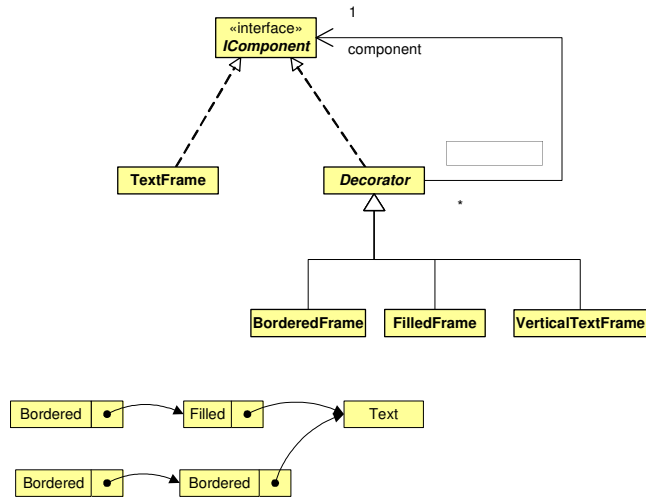 1
«interface»
IComponent
component
TextFrame
Decorator
*
BorderedFrame
FilledFrame
VerticalTextFrame
Bordered
Filled
Text
Bordered
Bordered